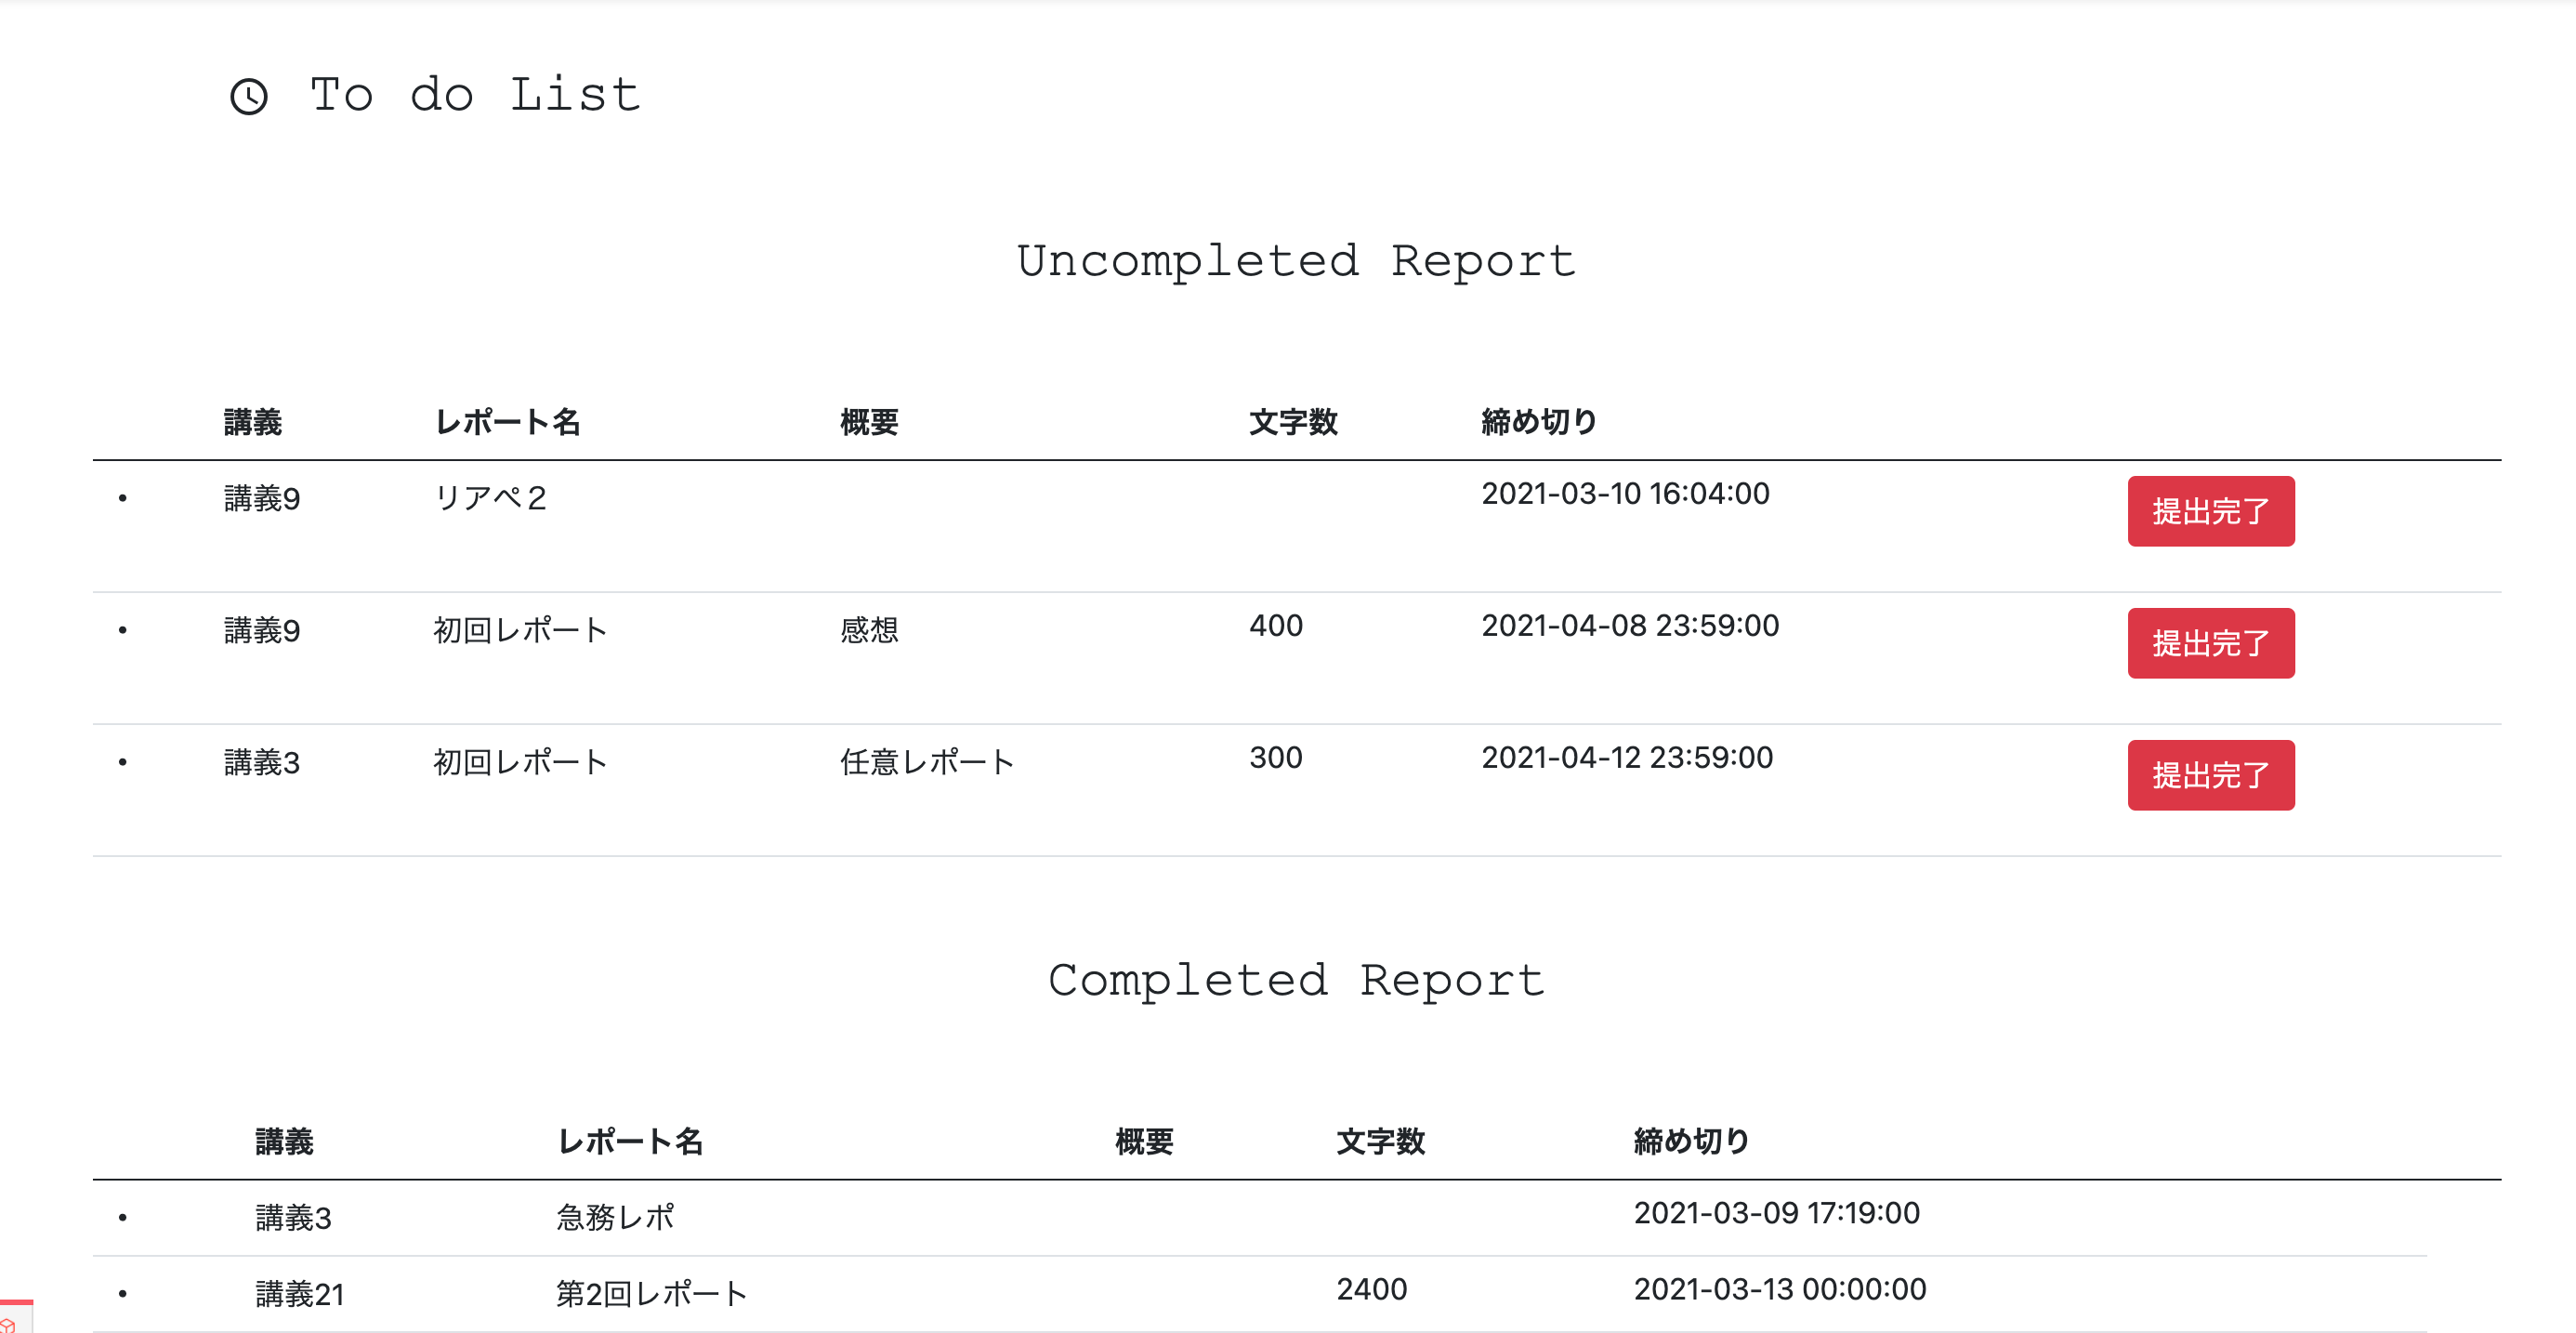 To do List
Uncompleted Report
講義 レポート名 概要 文字数 締め切り
• 講義9 リアペ２ 2021-03-10 16:04:00 提出完了
• 講義9 初回レポート 感想 400 2021-04-08 23:59:00 提出完了
• 講義3 初回レポート 任意レポート 300 2021-04-12 23:59:00 提出完了
Completed Report
講義 レポート名 概要 文字数 締め切り
• 講義3 急務レポ 2021-03-09 17:19:00
• 講義21 第2回レポート 2400 2021-03-13 00:00:00